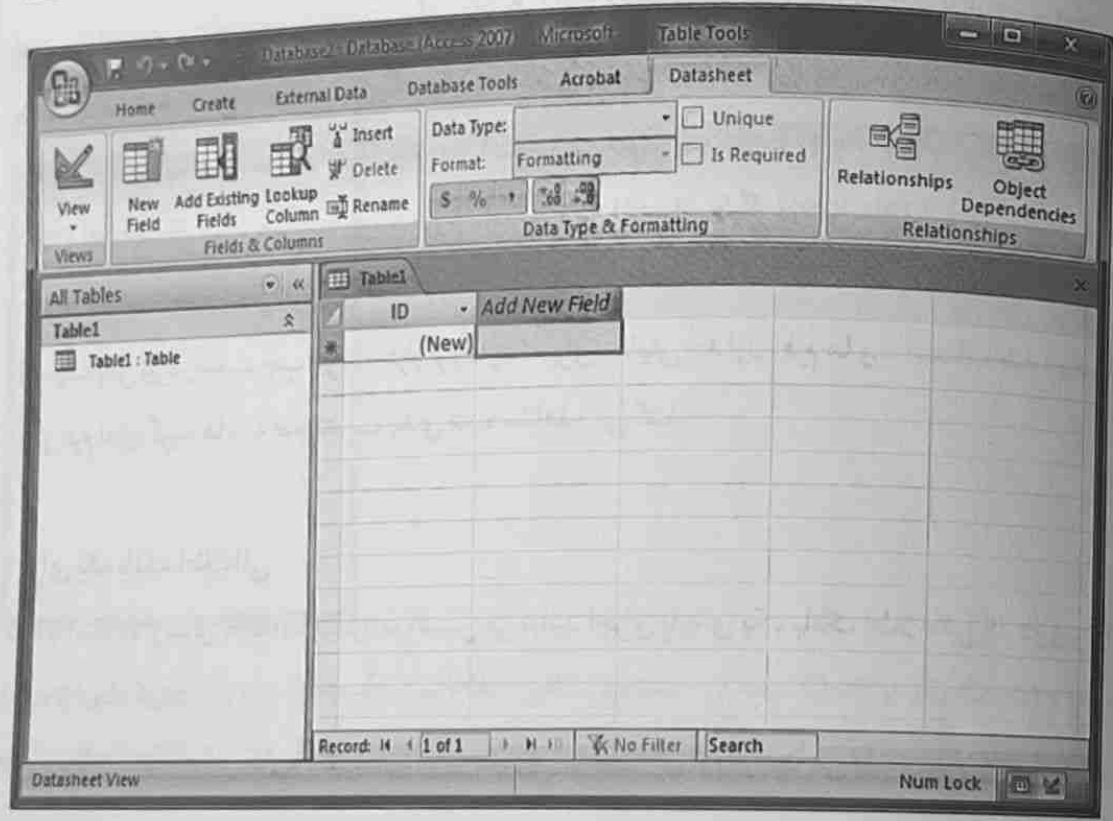 Database2 : Database (Access 2007) Microsoft Table Tools
Home Create External Data Database Tools Acrobat Datasheet
View
Views
New Field
Add Existing Fields
Lookup Column
Insert
Delete
Rename
Fields & Columns
Data Type:
Format: Formatting
$ % ,
Unique
Is Required
Data Type & Formatting
Relationships
Object Dependencies
Relationships
All Tables
Table1
Table1 : Table
Table1
ID Add New Field
(New)
Record: 1 of 1 No Filter Search
Datasheet View Num Lock